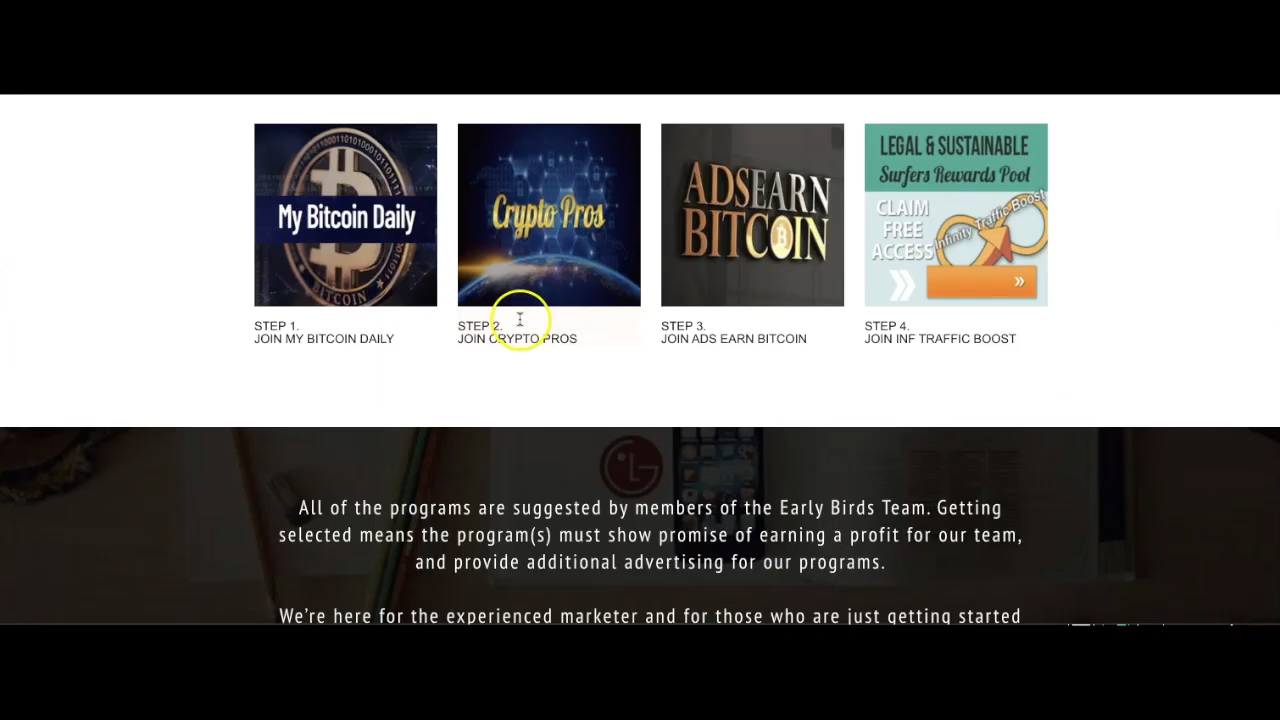 My Bitcoin Daily
BITCOIN
STEP 1.
JOIN MY BITCOIN DAILY
Crypto Pros
STEP 2.
JOIN CRYPTO PROS
ADSEARN
BITCOIN
STEP 3.
JOIN ADS EARN BITCOIN
LEGAL & SUSTAINABLE
Surfers Rewards Pool
CLAIM
FREE
ACCESS
Infinity Traffic Boost
STEP 4.
JOIN INF TRAFFIC BOOST
LG
All of the programs are suggested by members of the Early Birds Team. Getting
selected means the program(s) must show promise of earning a profit for our team,
and provide additional advertising for our programs.
We're here for the experienced marketer and for those who are just getting started